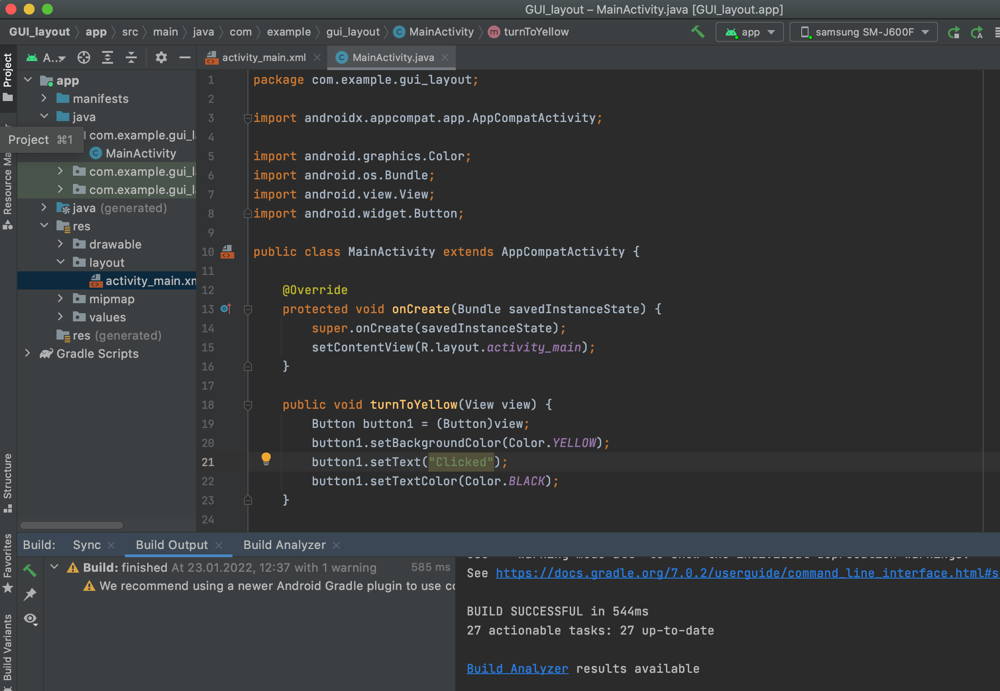 GUI_layout – MainActivity.java [GUI_layout.app]
GUI_layout app src main java com example gui_layout MainActivity turnToYellow app samsung SM-J600F
A... activity_main.xml MainActivity.java
Project
Resource Ma
Structure
Favorites
Build Variants
Project ⌘1
app
manifests
java
com.example.gui_l
MainActivity
com.example.gui_l
com.example.gui_l
java (generated)
res
drawable
layout
activity_main.xm
mipmap
values
res (generated)
Gradle Scripts
1 package com.example.gui_layout;
2
3 import androidx.appcompat.app.AppCompatActivity;
4
5 import android.graphics.Color;
6 import android.os.Bundle;
7 import android.view.View;
8 import android.widget.Button;
9
10 public class MainActivity extends AppCompatActivity {
11
12 @Override
13 protected void onCreate(Bundle savedInstanceState) {
14 super.onCreate(savedInstanceState);
15 setContentView(R.layout.activity_main);
16 }
17
18 public void turnToYellow(View view) {
19 Button button1 = (Button)view;
20 button1.setBackgroundColor(Color.YELLOW);
21 button1.setText("Clicked");
22 button1.setTextColor(Color.BLACK);
23 }
24
Build: Sync Build Output Build Analyzer
Build: finished At 23.01.2022, 12:37 with 1 warning 585 ms
We recommend using a newer Android Gradle plugin to use co
See https://docs.gradle.org/7.0.2/userguide/command_line_interface.html#s
BUILD SUCCESSFUL in 544ms
27 actionable tasks: 27 up-to-date
Build Analyzer results available